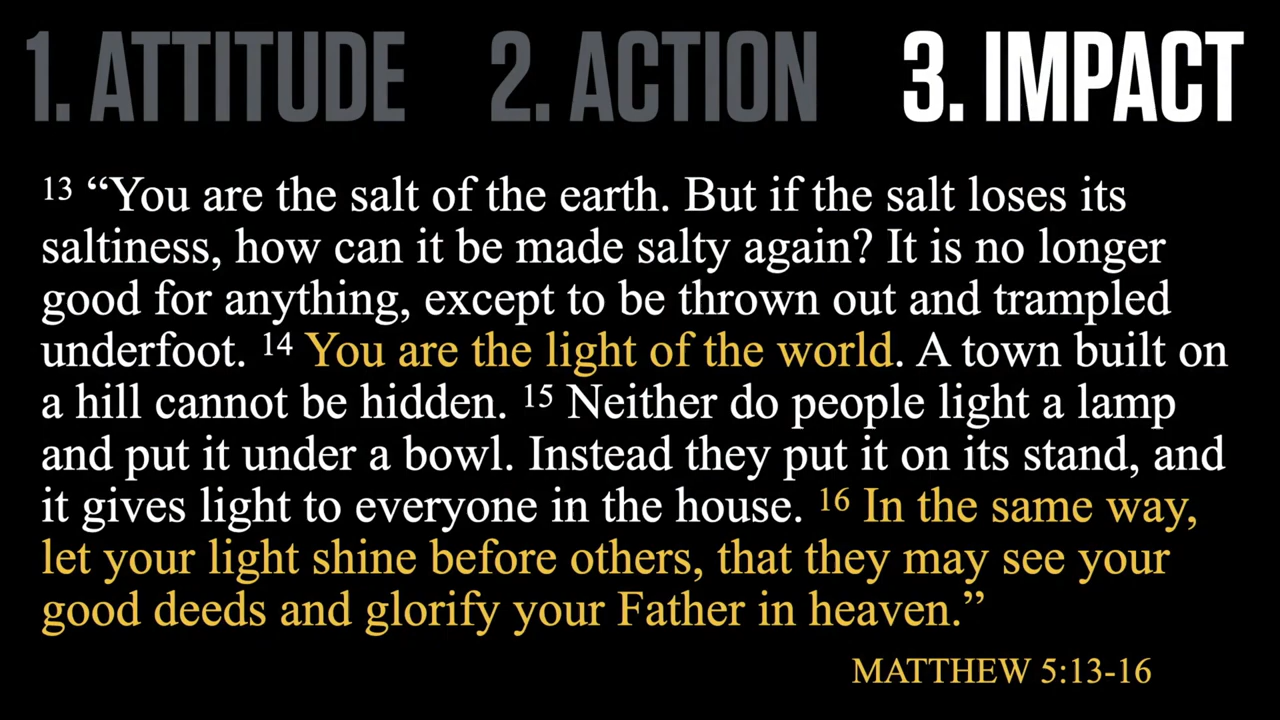 1. ATTITUDE 2. ACTION 3. IMPACT
13 “You are the salt of the earth. But if the salt loses its
saltiness, how can it be made salty again? It is no longer
good for anything, except to be thrown out and trampled
underfoot. 14 You are the light of the world. A town built on
a hill cannot be hidden. 15 Neither do people light a lamp
and put it under a bowl. Instead they put it on its stand, and
it gives light to everyone in the house. 16 In the same way,
let your light shine before others, that they may see your
good deeds and glorify your Father in heaven.”
MATTHEW 5:13-16